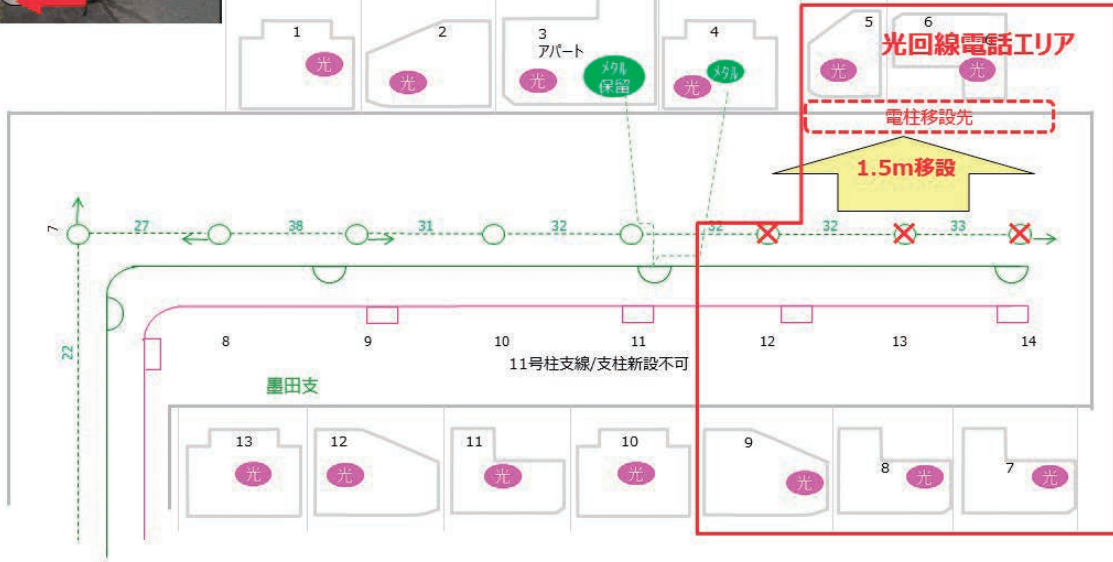 1
2
3
アパート
4
5
6
光回線電話エリア
光
光
光
メタル
保留
光
メタル
光
光
電柱移設先
1.5m移設
7
27
38
31
32
32
32
33
22
8
9
10
11
12
13
14
11号柱支線/支柱新設不可
墨田支
13
12
11
10
9
8
7
光
光
光
光
光
光
光